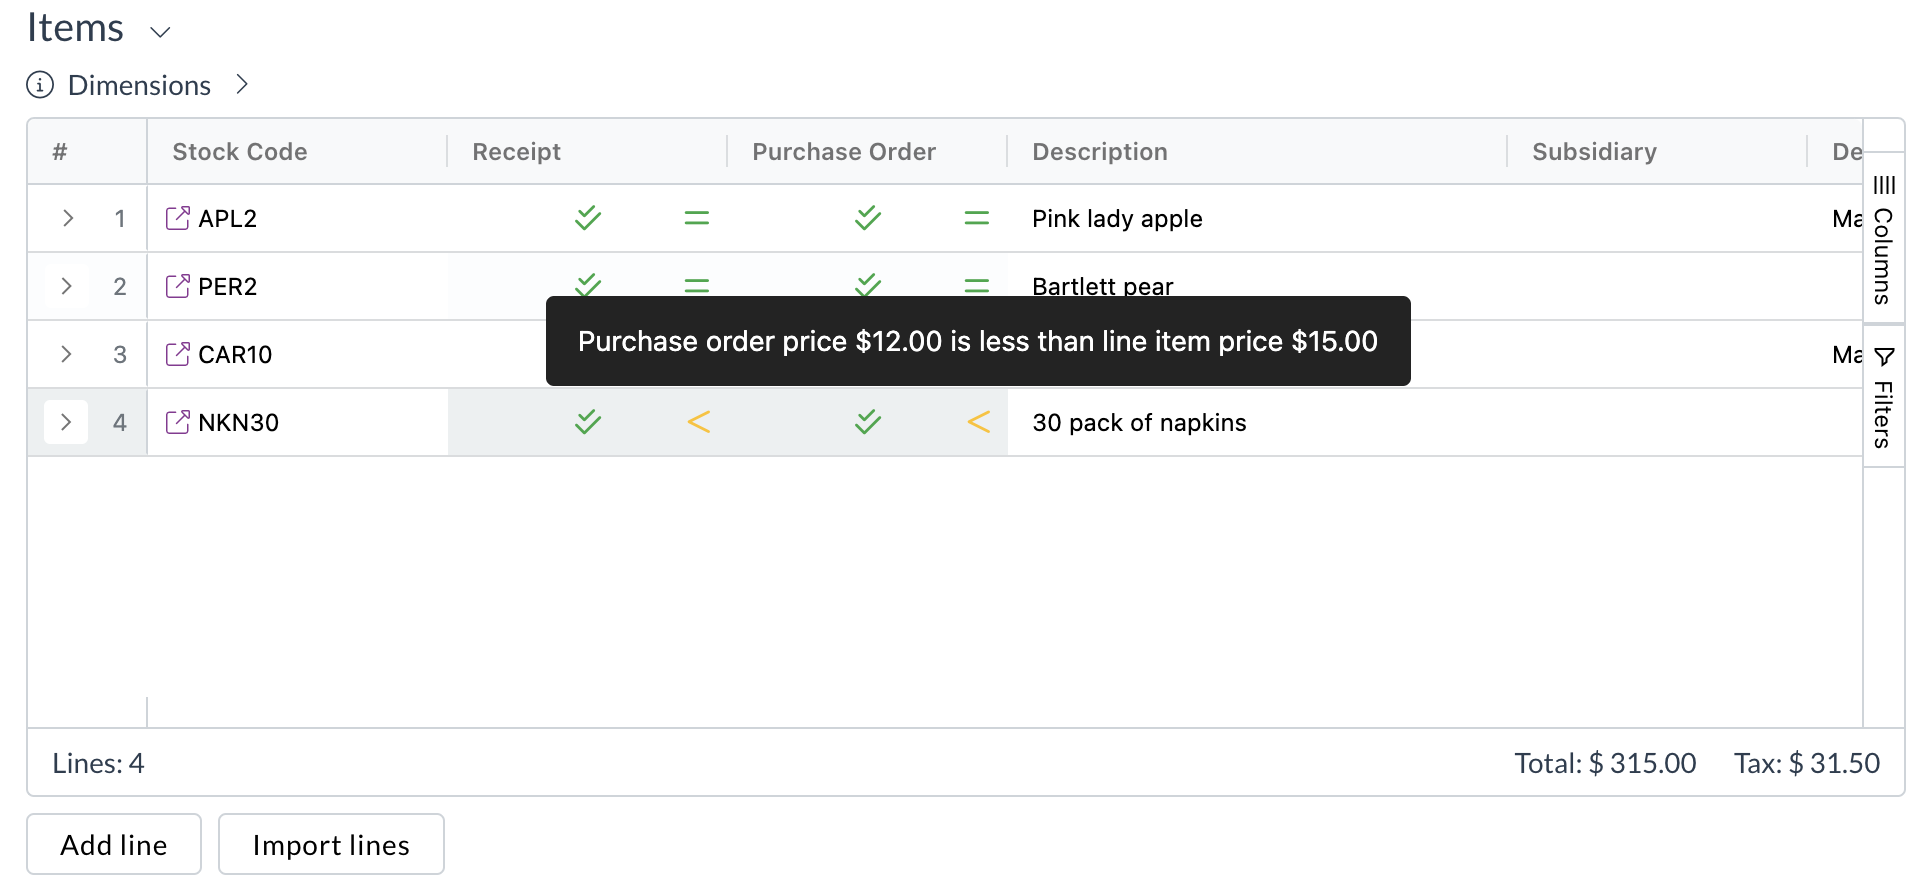 Items
Dimensions
# Stock Code Receipt Purchase Order Description Subsidiary De
1 APL2 = = Pink lady apple Ma
2 PER2 = = Bartlett pear
Purchase order price $12.00 is less than line item price $15.00
3 CAR10 Ma
4 NKN30 < < 30 pack of napkins
Columns
Filters
Lines: 4 Total: $ 315.00 Tax: $ 31.50
Add line Import lines